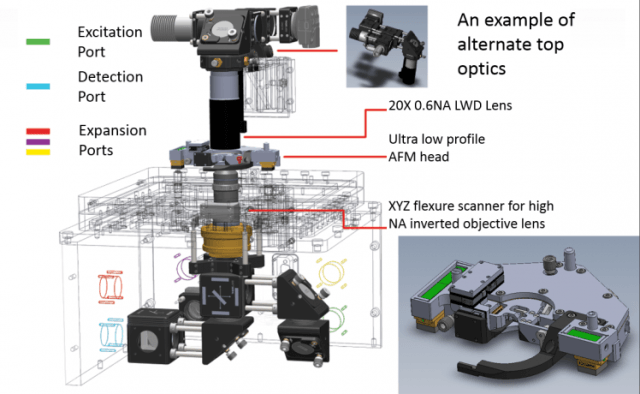 Excitation
Port
Detection
Port
Expansion
Ports
An example of
alternate top
optics
20X 0.6NA LWD Lens
Ultra low profile
AFM head
XYZ flexure scanner for high
NA inverted objective lens